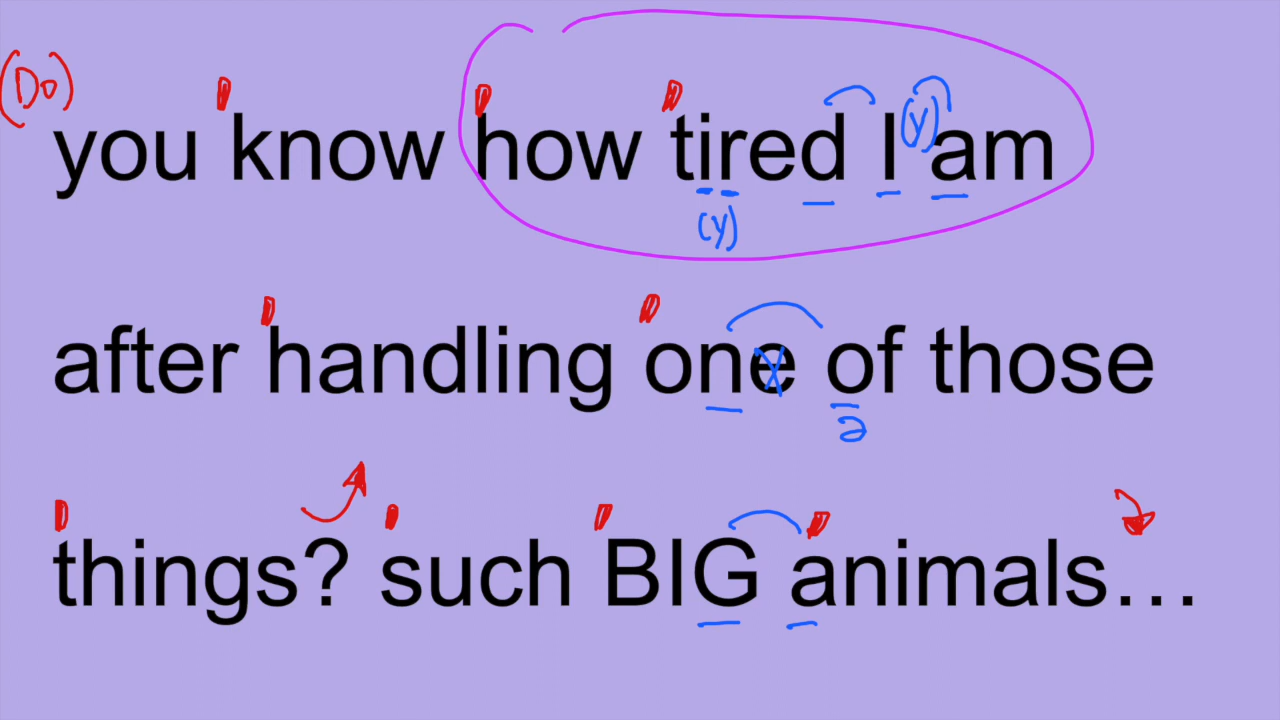 (Do)
you know how tired I (y) am
(y)
after handling one of those
ə
things? such BIG animals...